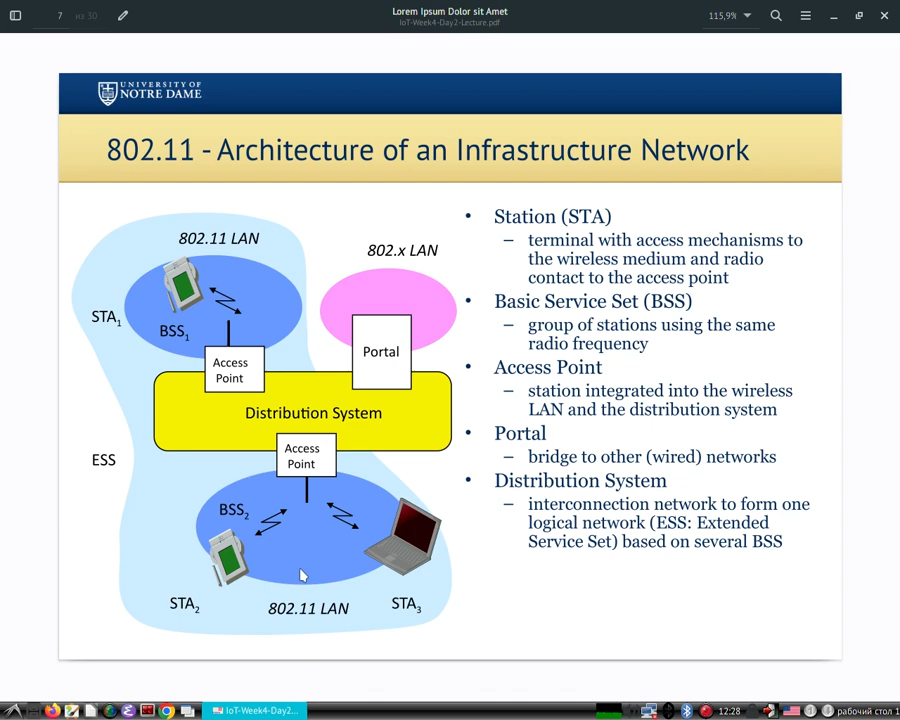 7 из 30
Lorem Ipsum Dolor sit Amet
IoT-Week4-Day2-Lecture.pdf
115,9%
UNIVERSITY OF
NOTRE DAME
802.11 - Architecture of an Infrastructure Network
802.11 LAN
802.x LAN
STA1
BSS1
Access
Point
Portal
Distribution System
Access
Point
ESS
BSS2
STA2
802.11 LAN
STA3
• Station (STA)
– terminal with access mechanisms to
the wireless medium and radio
contact to the access point
• Basic Service Set (BSS)
– group of stations using the same
radio frequency
• Access Point
– station integrated into the wireless
LAN and the distribution system
• Portal
– bridge to other (wired) networks
• Distribution System
– interconnection network to form one
logical network (ESS: Extended
Service Set) based on several BSS
IoT-Week4-Day2...
12:28
1
рабочий стол 1